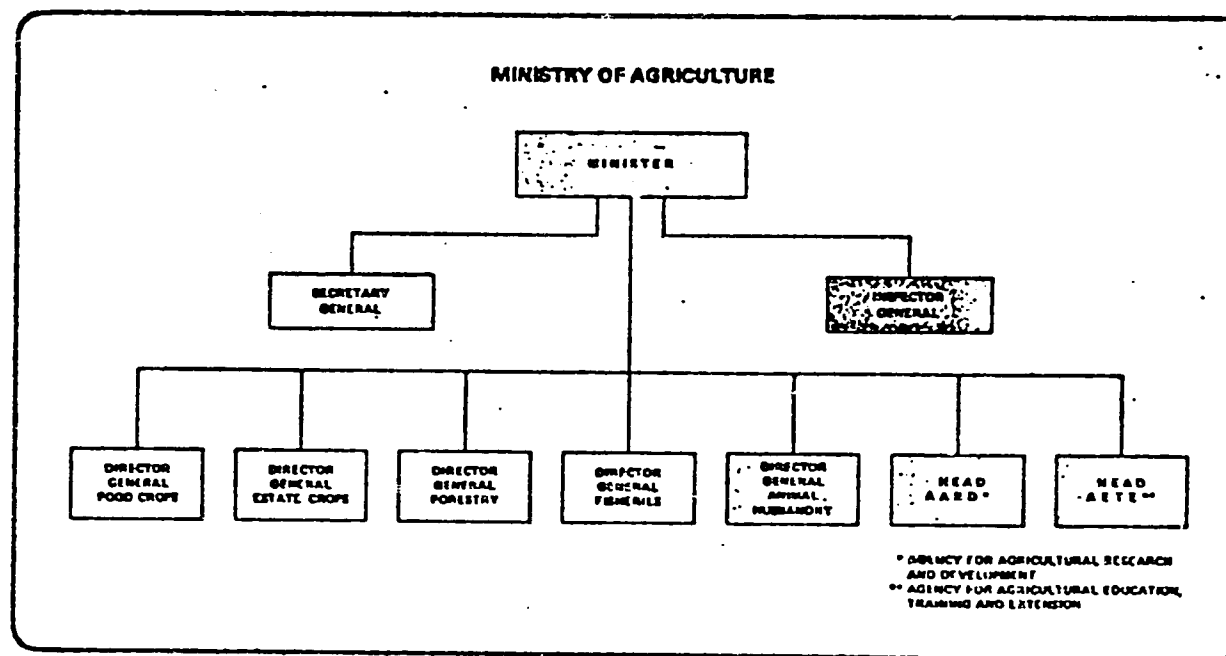 MINISTRY OF AGRICULTURE
MINISTER
SECRETARY
GENERAL
INSPECTOR
GENERAL
DIRECTOR
GENERAL
FOOD CROPS
DIRECTOR
GENERAL
ESTATE CROPS
DIRECTOR
GENERAL
FORESTRY
DIRECTOR
GENERAL
FISHERIES
DIRECTOR
GENERAL
ANIMAL
HUSBANDRY
HEAD
AARD*
HEAD
AETE**
* AGENCY FOR AGRICULTURAL RESEARCH
AND DEVELOPMENT
** AGENCY FOR AGRICULTURAL EDUCATION,
TRAINING AND EXTENSION